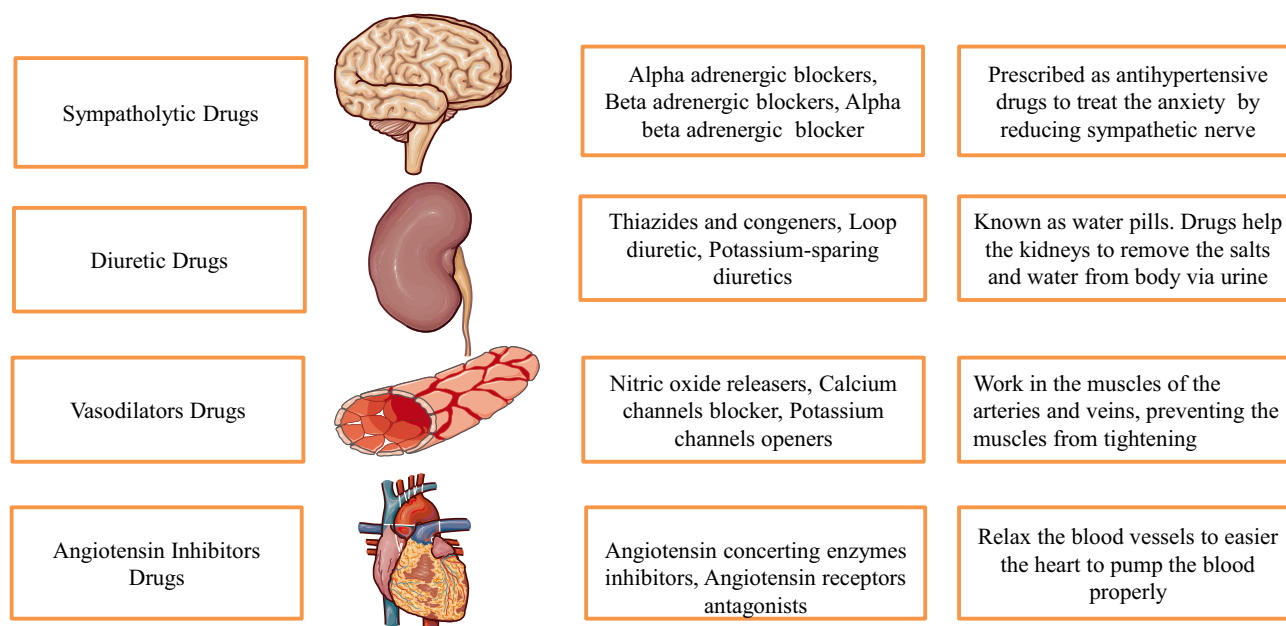 Sympatholytic Drugs
Alpha adrenergic blockers,
Beta adrenergic blockers, Alpha
beta adrenergic blocker
Prescribed as antihypertensive
drugs to treat the anxiety by
reducing sympathetic nerve
Diuretic Drugs
Thiazides and congeners, Loop
diuretic, Potassium-sparing
diuretics
Known as water pills. Drugs help
the kidneys to remove the salts
and water from body via urine
Vasodilators Drugs
Nitric oxide releasers, Calcium
channels blocker, Potassium
channels openers
Work in the muscles of the
arteries and veins, preventing the
muscles from tightening
Angiotensin Inhibitors
Drugs
Angiotensin concerting enzymes
inhibitors, Angiotensin receptors
antagonists
Relax the blood vessels to easier
the heart to pump the blood
properly